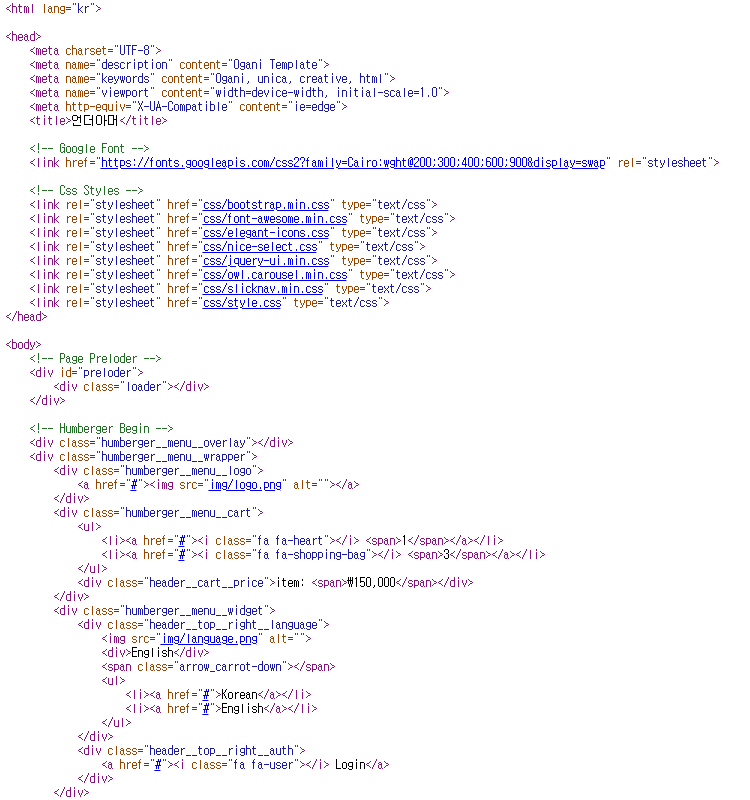 <html lang="kr">

<head>
    <meta charset="UTF-8">
    <meta name="description" content="Ogani Template">
    <meta name="keywords" content="Ogani, unica, creative, html">
    <meta name="viewport" content="width=device-width, initial-scale=1.0">
    <meta http-equiv="X-UA-Compatible" content="ie=edge">
    <title>언더아머</title>

    <!-- Google Font -->
    <link href="https://fonts.googleapis.com/css2?family=Cairo:wght@200;300;400;600;900&display=swap" rel="stylesheet">

    <!-- Css Styles -->
    <link rel="stylesheet" href="css/bootstrap.min.css" type="text/css">
    <link rel="stylesheet" href="css/font-awesome.min.css" type="text/css">
    <link rel="stylesheet" href="css/elegant-icons.css" type="text/css">
    <link rel="stylesheet" href="css/nice-select.css" type="text/css">
    <link rel="stylesheet" href="css/jquery-ui.min.css" type="text/css">
    <link rel="stylesheet" href="css/owl.carousel.min.css" type="text/css">
    <link rel="stylesheet" href="css/slicknav.min.css" type="text/css">
    <link rel="stylesheet" href="css/style.css" type="text/css">
</head>

<body>
    <!-- Page Preloder -->
    <div id="preloder">
        <div class="loader"></div>
    </div>

    <!-- Humberger Begin -->
    <div class="humberger__menu__overlay"></div>
    <div class="humberger__menu__wrapper">
        <div class="humberger__menu__logo">
            <a href="#"><img src="img/logo.png" alt=""></a>
        </div>
        <div class="humberger__menu__cart">
            <ul>
                <li><a href="#"><i class="fa fa-heart"></i> <span>1</span></a></li>
                <li><a href="#"><i class="fa fa-shopping-bag"></i> <span>3</span></a></li>
            </ul>
            <div class="header__cart__price">item: <span>₩150,000</span></div>
        </div>
        <div class="humberger__menu__widget">
            <div class="header__top__right__language">
                <img src="img/language.png" alt="">
                <div>English</div>
                <span class="arrow_carrot-down"></span>
                <ul>
                    <li><a href="#">Korean</a></li>
                    <li><a href="#">English</a></li>
                </ul>
            </div>
            <div class="header__top__right__auth">
                <a href="#"><i class="fa fa-user"></i> Login</a>
            </div>
        </div>